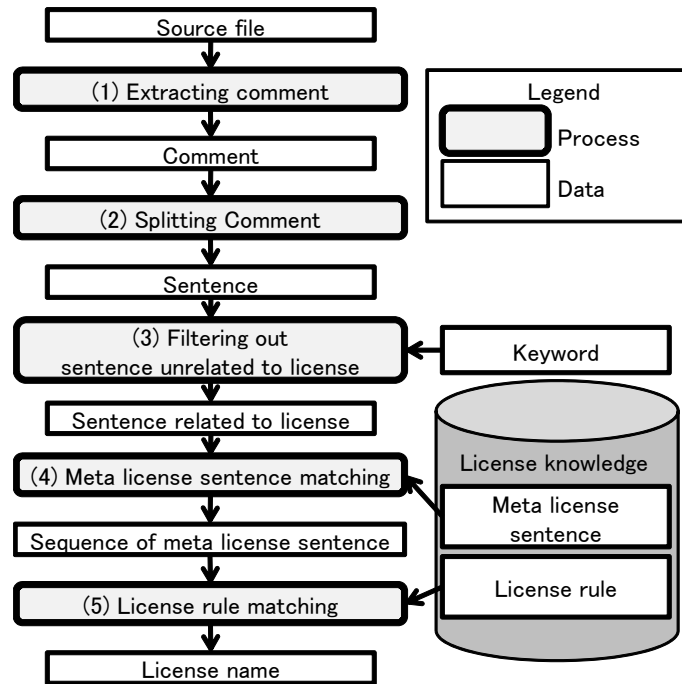 Source file
(1) Extracting comment
Comment
(2) Splitting Comment
Sentence
(3) Filtering out
sentence unrelated to license
Sentence related to license
(4) Meta license sentence matching
Sequence of meta license sentence
(5) License rule matching
License name
Legend
Process
Data
Keyword
License knowledge
Meta license
sentence
License rule